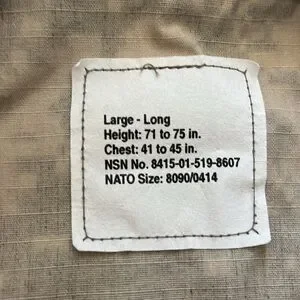 Large - Long
Height: 71 to 75 in.
Chest: 41 to 45 in.
NSN No. 8415-01-519-8607
NATO Size: 8090/0414